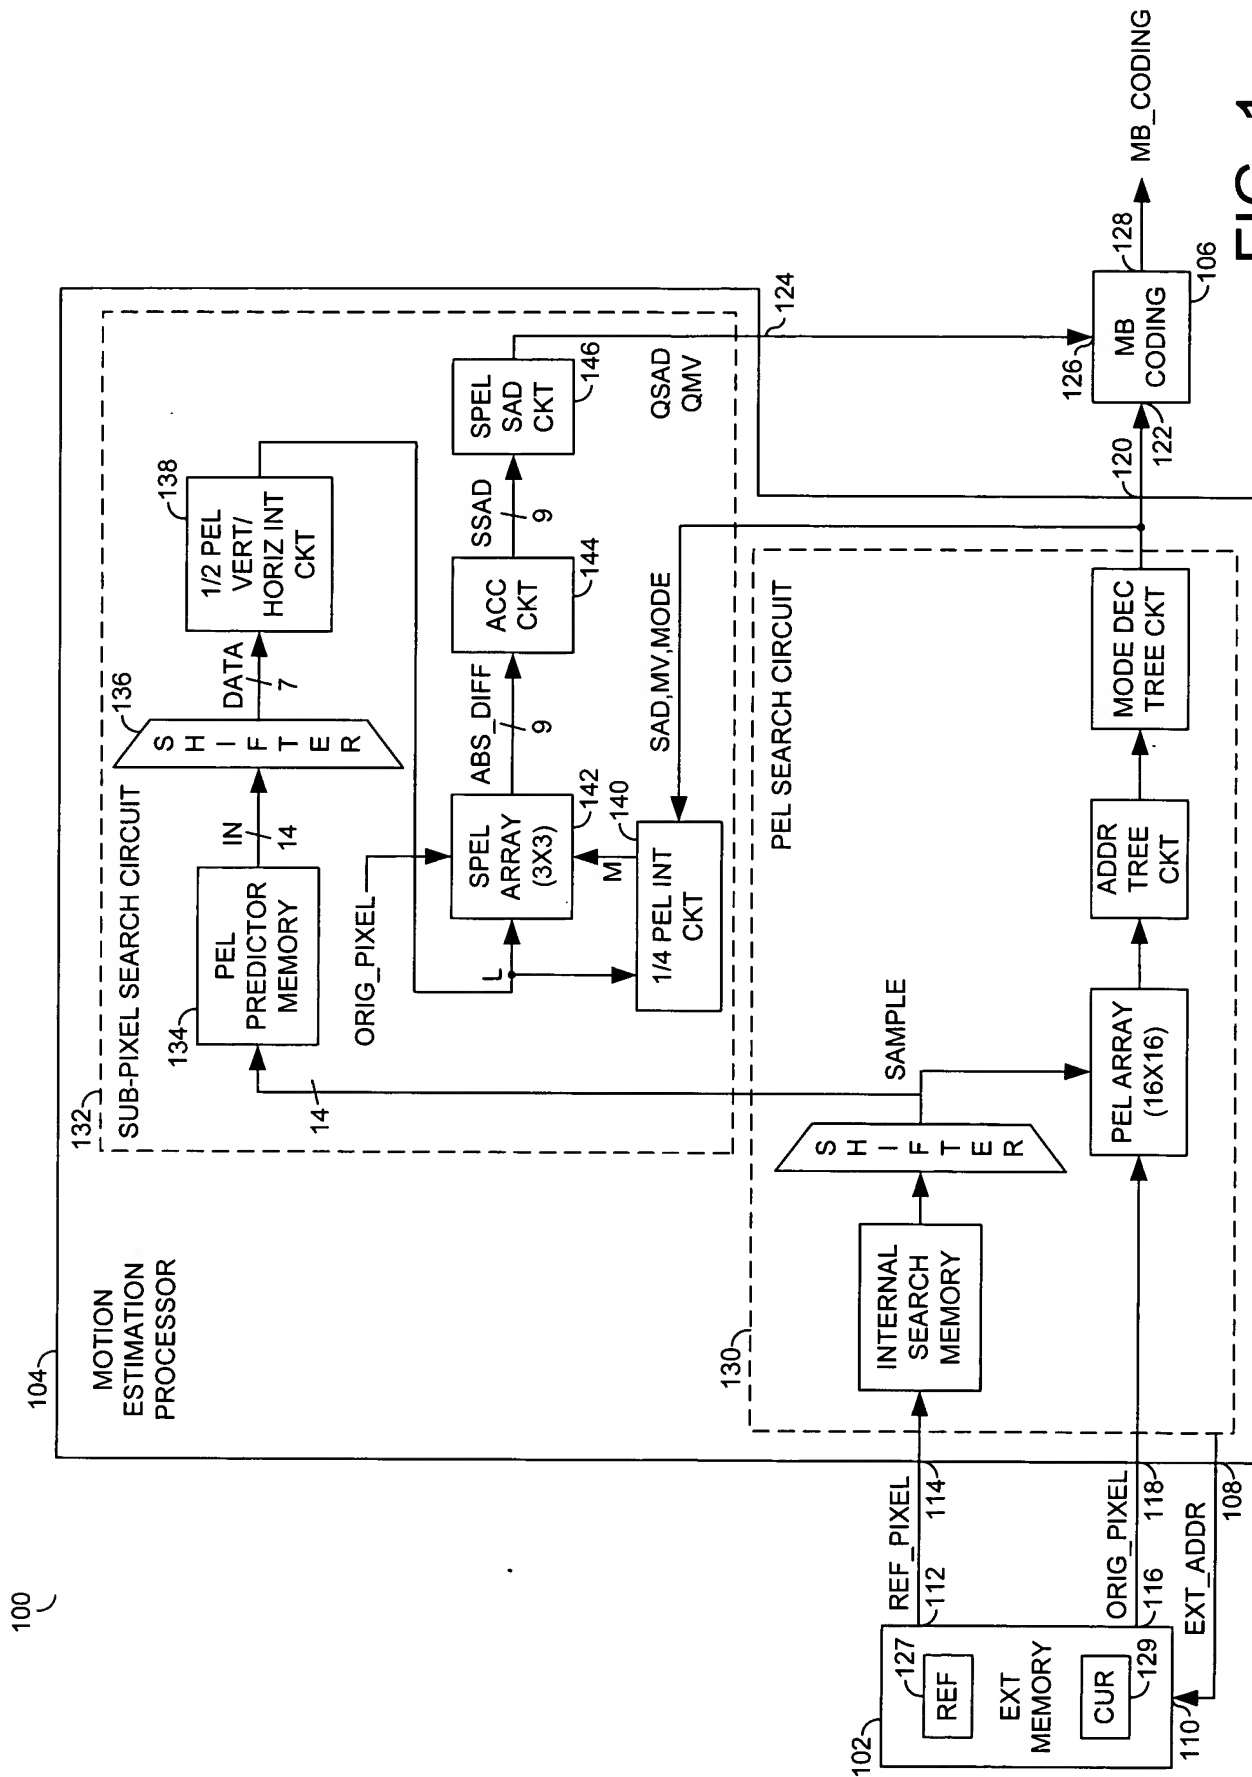 100
104
MOTION
ESTIMATION
PROCESSOR
132
SUB-PIXEL SEARCH CIRCUIT
134
PEL
PREDICTOR
MEMORY
IN
14
136
SHIFTER
DATA
7
138
1/2 PEL
VERT/
HORIZ INT
CKT
14
ORIG_PIXEL
L
SPEL
ARRAY
(3X3)
142
ABS_DIFF
9
ACC
CKT
144
SSAD
9
SPEL
SAD
CKT
146
M
140
1/4 PEL INT
CKT
SAD,MV,MODE
QSAD
QMV
124
130
PEL SEARCH CIRCUIT
INTERNAL
SEARCH
MEMORY
SHIFTER
SAMPLE
PEL ARRAY
(16X16)
ADDR
TREE
CKT
MODE DEC
TREE CKT
120
122
126
MB
CODING
128
106
MB_CODING
102
127
REF
EXT
MEMORY
CUR
129
110
REF_PIXEL
112
114
ORIG_PIXEL
116
118
EXT_ADDR
108
FIG. 1